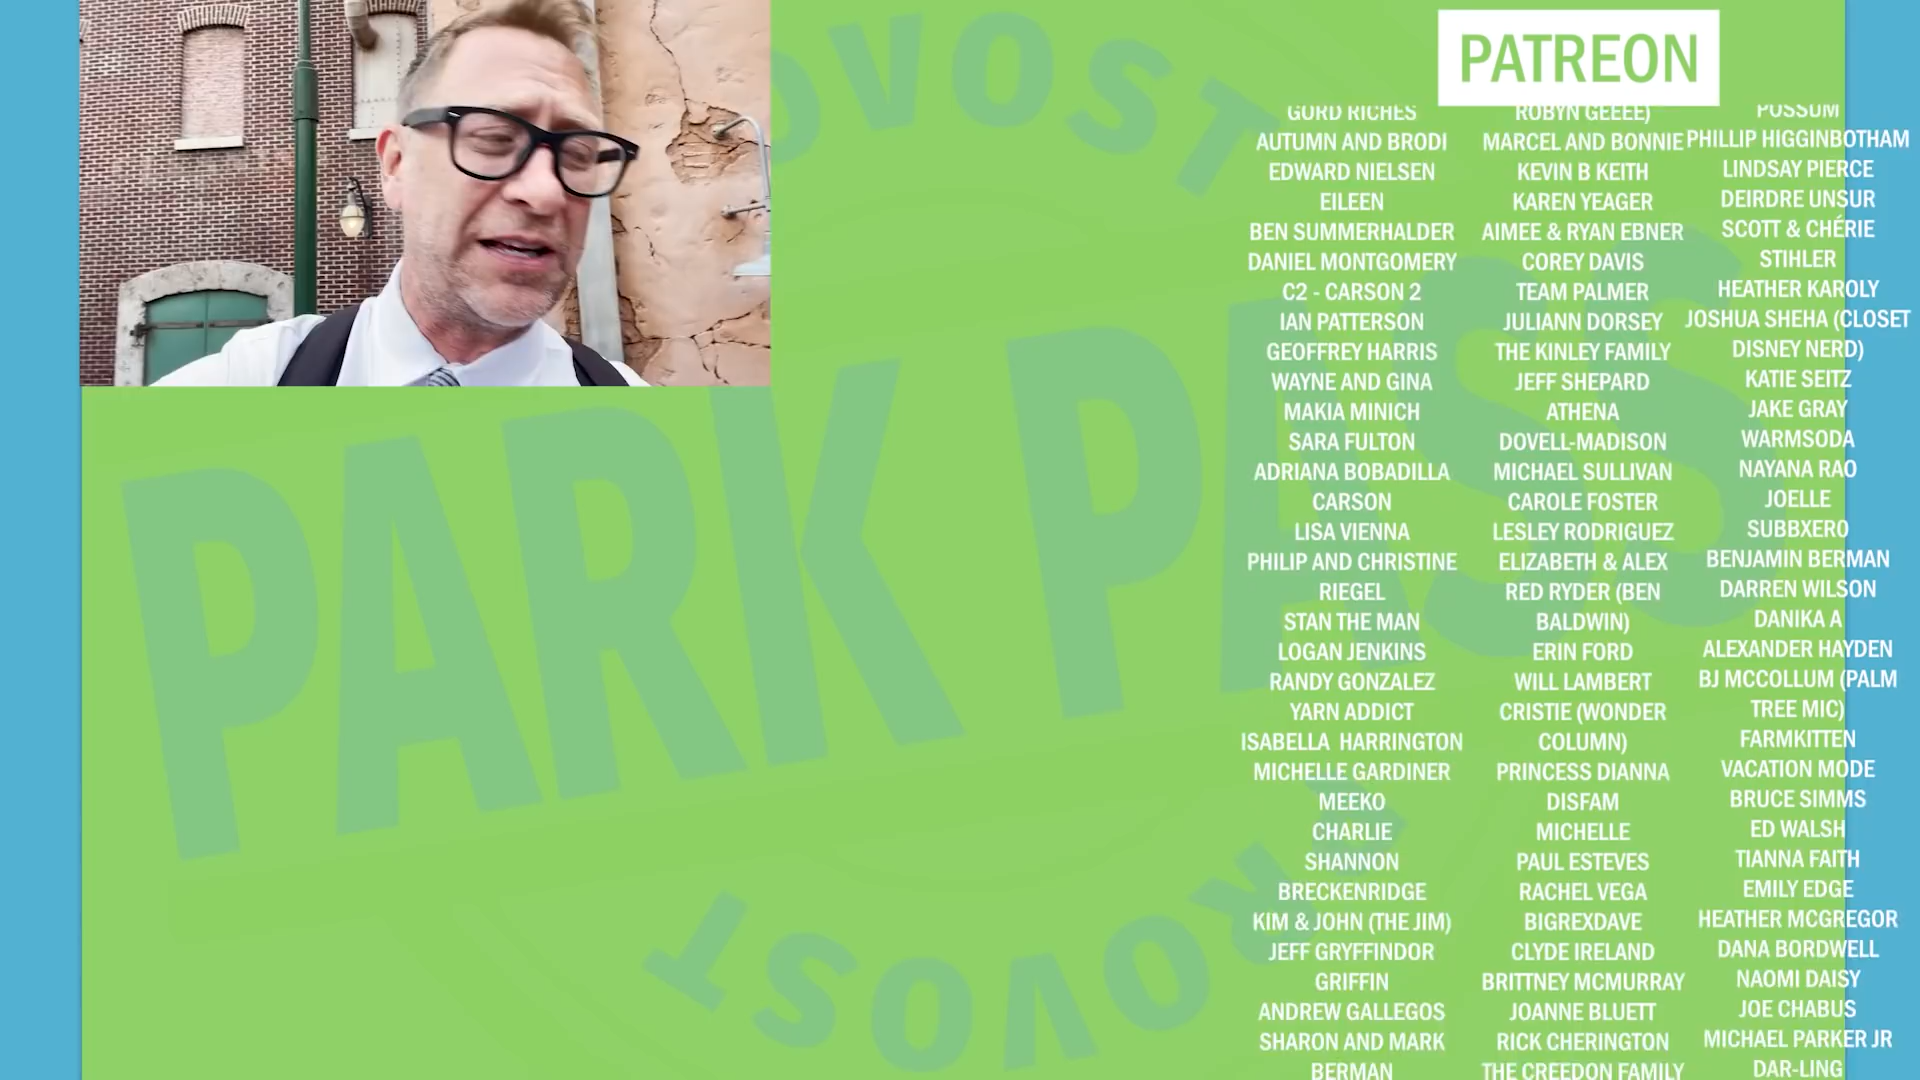 PROVOST
PARK PASS
PROVOST
PATREON
GORD RICHES
AUTUMN AND BRODI
EDWARD NIELSEN
EILEEN
BEN SUMMERHALDER
DANIEL MONTGOMERY
C2 - CARSON 2
IAN PATTERSON
GEOFFREY HARRIS
WAYNE AND GINA
MAKIA MINICH
SARA FULTON
ADRIANA BOBADILLA
CARSON
LISA VIENNA
PHILIP AND CHRISTINE
RIEGEL
STAN THE MAN
LOGAN JENKINS
RANDY GONZALEZ
YARN ADDICT
ISABELLA HARRINGTON
MICHELLE GARDINER
MEEKO
CHARLIE
SHANNON
BRECKENRIDGE
KIM & JOHN (THE JIM)
JEFF GRYFFINDOR
GRIFFIN
ANDREW GALLEGOS
SHARON AND MARK
BERMAN
ROBYN GEEEE)
MARCEL AND BONNIE
KEVIN B KEITH
KAREN YEAGER
AIMEE & RYAN EBNER
COREY DAVIS
TEAM PALMER
JULIANN DORSEY
THE KINLEY FAMILY
JEFF SHEPARD
ATHENA
DOVELL-MADISON
MICHAEL SULLIVAN
CAROLE FOSTER
LESLEY RODRIGUEZ
ELIZABETH & ALEX
RED RYDER (BEN
BALDWIN)
ERIN FORD
WILL LAMBERT
CRISTIE (WONDER
COLUMN)
PRINCESS DIANNA
DISFAM
MICHELLE
PAUL ESTEVES
RACHEL VEGA
BIGREXDAVE
CLYDE IRELAND
BRITTNEY MCMURRAY
JOANNE BLUETT
RICK CHERINGTON
THE CREEDON FAMILY
POSSUM
PHILLIP HIGGINBOTHAM
LINDSAY PIERCE
DEIRDRE UNSUR
SCOTT & CHÉRIE
STIHLER
HEATHER KAROLY
JOSHUA SHEHA (CLOSET
DISNEY NERD)
KATIE SEITZ
JAKE GRAY
WARMSODA
NAYANA RAO
JOELLE
SUBBXERO
BENJAMIN BERMAN
DARREN WILSON
DANIKA A
ALEXANDER HAYDEN
BJ MCCOLLUM (PALM
TREE MIC)
FARMKITTEN
VACATION MODE
BRUCE SIMMS
ED WALSH
TIANNA FAITH
EMILY EDGE
HEATHER MCGREGOR
DANA BORDWELL
NAOMI DAISY
JOE CHABUS
MICHAEL PARKER JR
DAR-LING